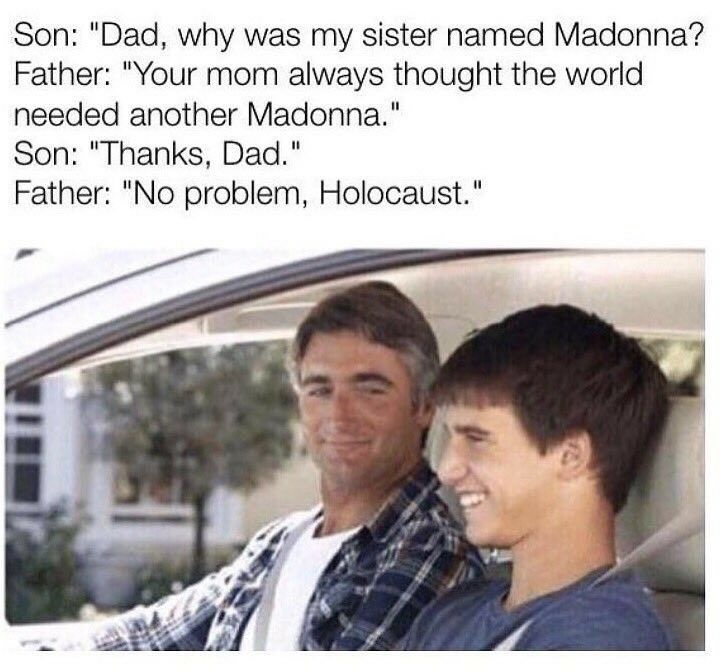 Son: "Dad, why was my sister named Madonna?
Father: "Your mom always thought the world
needed another Madonna."
Son: "Thanks, Dad."
Father: "No problem, Holocaust."